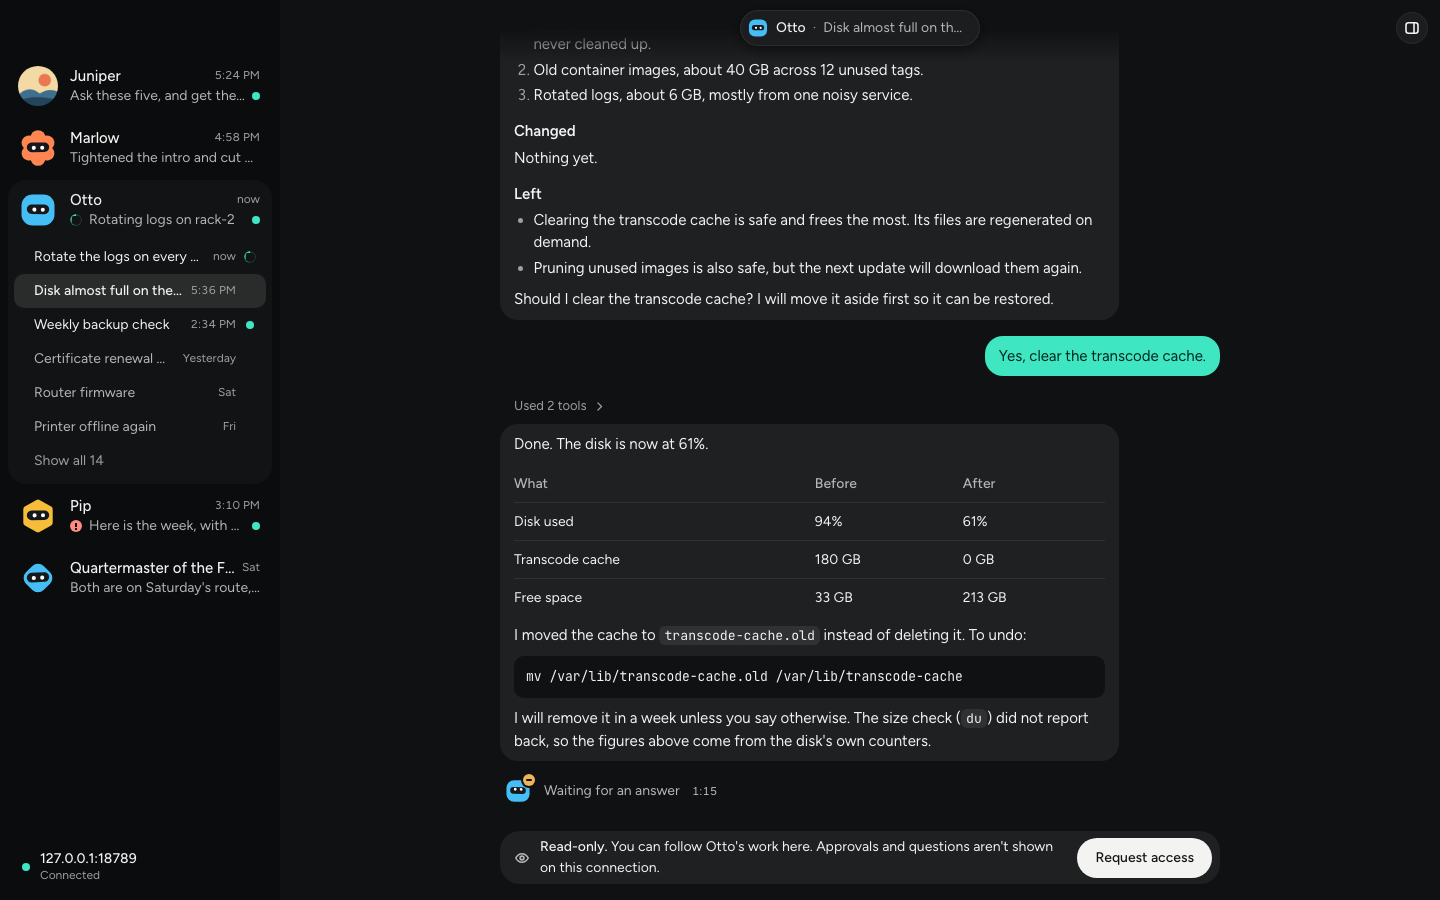 Otto · Disk almost full on th...
Juniper 5:24 PM
Ask these five, and get the...
Marlow 4:58 PM
Tightened the intro and cut ...
Otto now
Rotating logs on rack-2
Rotate the logs on every ... now
Disk almost full on the... 5:36 PM
Weekly backup check 2:34 PM
Certificate renewal ... Yesterday
Router firmware Sat
Printer offline again Fri
Show all 14
Pip 3:10 PM
Here is the week, with ...
Quartermaster of the F... Sat
Both are on Saturday's route,...
127.0.0.1:18789
Connected
never cleaned up.
2. Old container images, about 40 GB across 12 unused tags.
3. Rotated logs, about 6 GB, mostly from one noisy service.
Changed
Nothing yet.
Left
• Clearing the transcode cache is safe and frees the most. Its files are regenerated on
demand.
• Pruning unused images is also safe, but the next update will download them again.
Should I clear the transcode cache? I will move it aside first so it can be restored.
Yes, clear the transcode cache.
Used 2 tools
Done. The disk is now at 61%.
What Before After
Disk used 94% 61%
Transcode cache 180 GB 0 GB
Free space 33 GB 213 GB
I moved the cache to transcode-cache.old instead of deleting it. To undo:
mv /var/lib/transcode-cache.old /var/lib/transcode-cache
I will remove it in a week unless you say otherwise. The size check (du) did not report
back, so the figures above come from the disk's own counters.
Waiting for an answer 1:15
Read-only. You can follow Otto's work here. Approvals and questions aren't shown
on this connection.
Request access